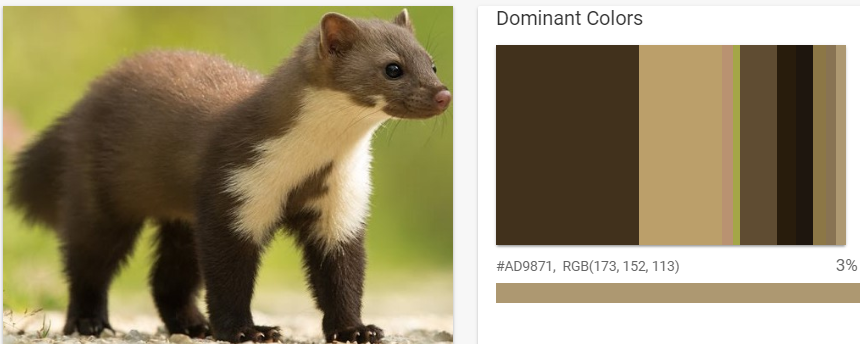 Dominant Colors
#AD9871, RGB(173, 152, 113) 3%